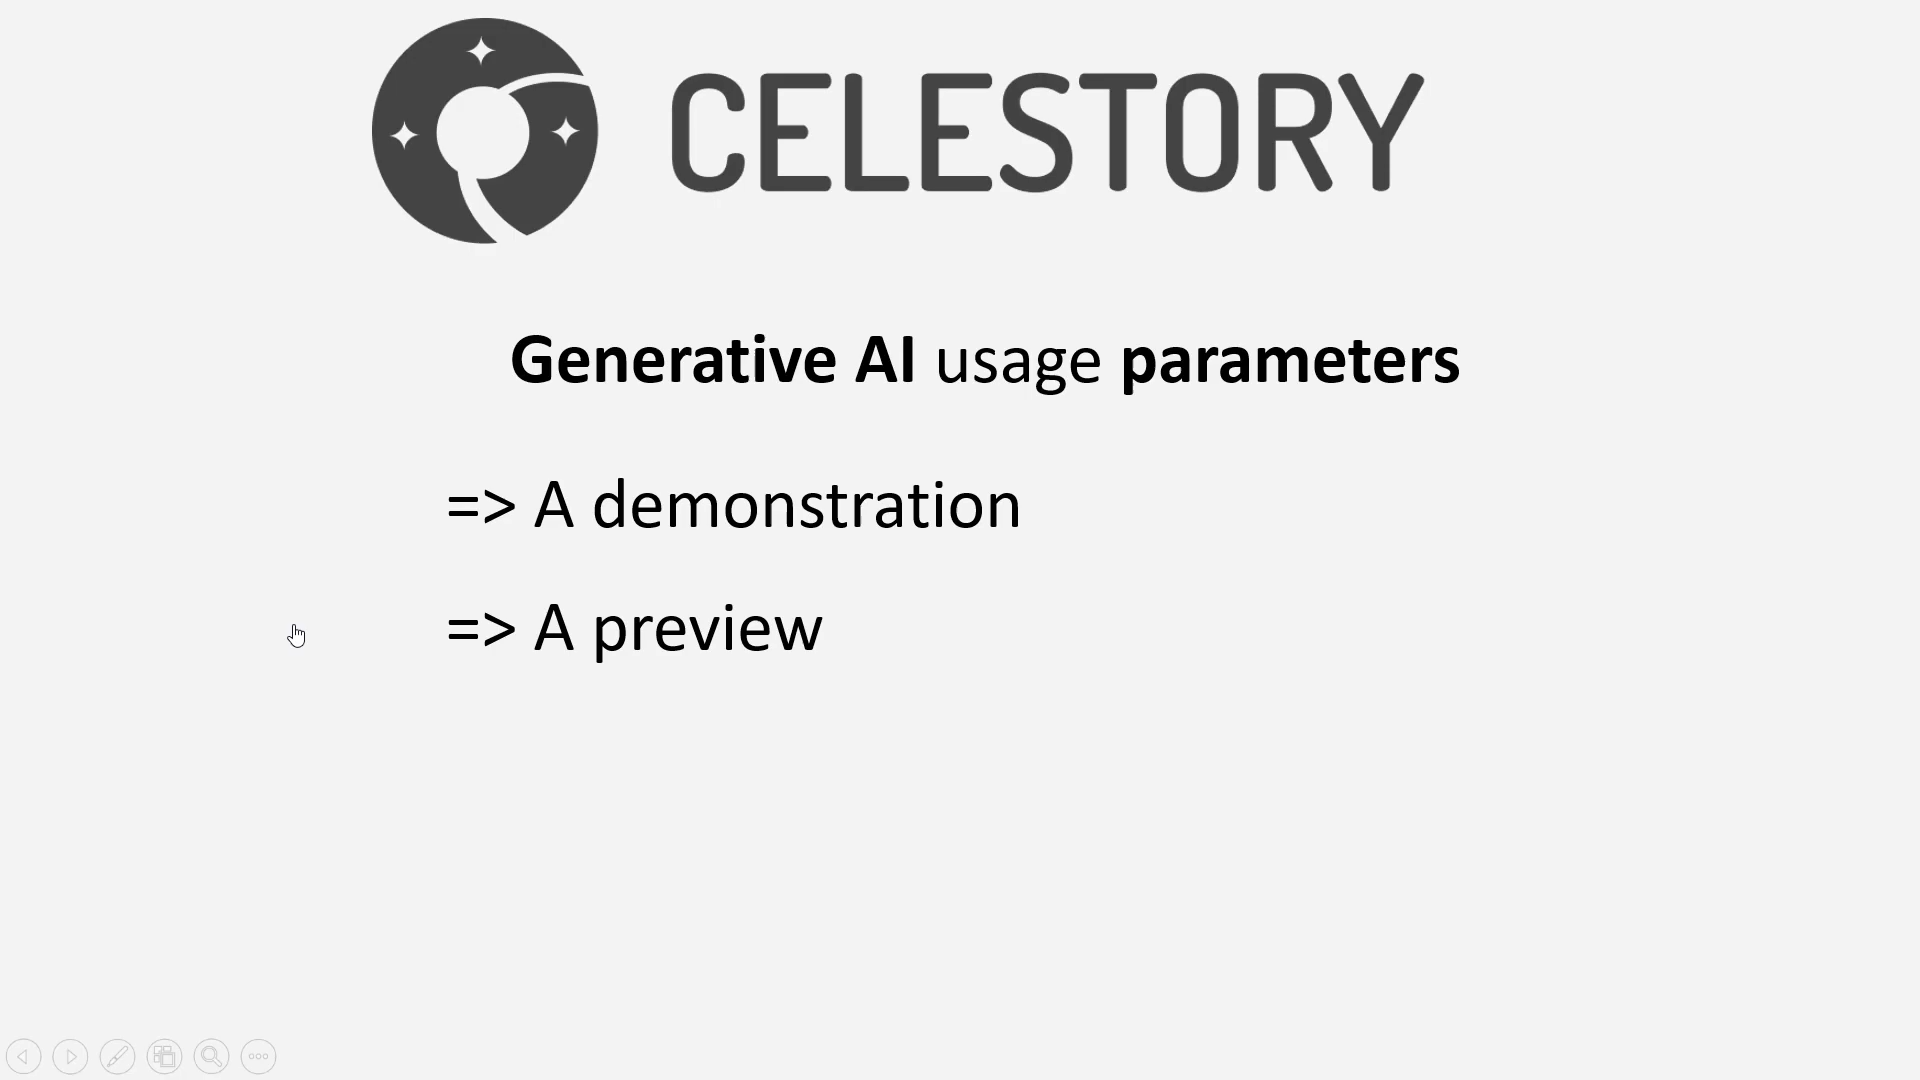 CELESTORY
Generative AI usage parameters
=> A demonstration
=> A preview